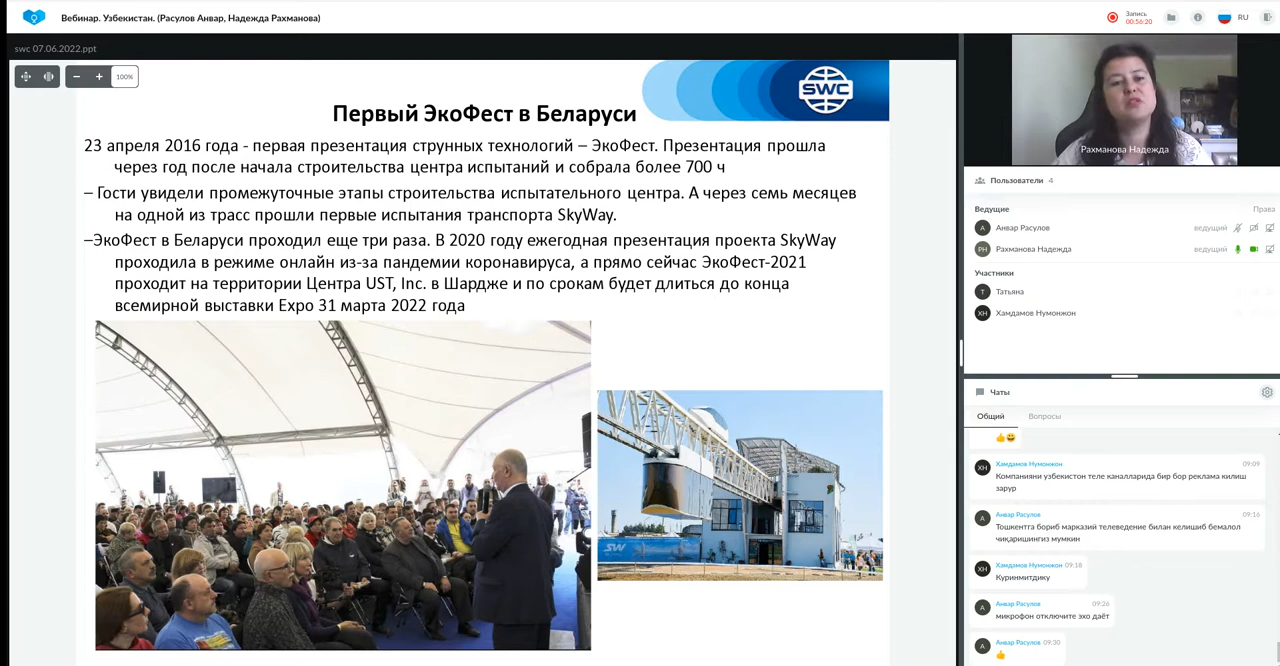 Вебинар. Узбекистан. (Расулов Анвар, Надежда Рахманова)
Запись
00:56:20
RU
swc 07.06.2022.ppt
100%
SWC
Первый ЭкоФест в Беларуси
23 апреля 2016 года - первая презентация струнных технологий – ЭкоФест. Презентация прошла
через год после начала строительства центра испытаний и собрала более 700 ч
– Гости увидели промежуточные этапы строительства испытательного центра. А через семь месяцев
на одной из трасс прошли первые испытания транспорта SkyWay.
–ЭкоФест в Беларуси проходил еще три раза. В 2020 году ежегодная презентация проекта SkyWay
проходила в режиме онлайн из-за пандемии коронавируса, а прямо сейчас ЭкоФест-2021
проходит на территории Центра UST, Inc. в Шардже и по срокам будет длиться до конца
всемирной выставки Expo 31 марта 2022 года
SW
Рахманова Надежда
Пользователи 4
Ведущие
Права
А Анвар Расулов ведущий
РН Рахманова Надежда ведущий
Участники
Т Татьяна
ХН Хамдамов Нумонжон
Чаты
Общий
Вопросы
ХН
Хамдамов Нумонжон 09:09
Компанияни узбекистон теле каналларида бир бор реклама килиш
зарур
А
Анвар Расулов 09:16
Тошкентга бориб марказий телеведение билан келишиб бемалол
чиқаришингиз мумкин
ХН
Хамдамов Нумонжон 09:18
Куринмитдику
А
Анвар Расулов 09:26
микрофон отключите эхо даёт
А
Анвар Расулов 09:30